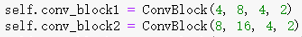 self.conv_block1 = ConvBlock(4, 8, 4, 2)
self.conv_block2 = ConvBlock(8, 16, 4, 2)